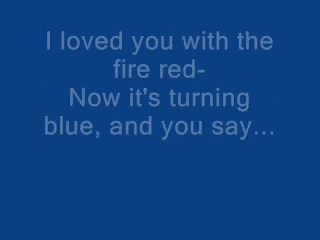 I loved you with the
fire red-
Now it's turning
blue, and you say...